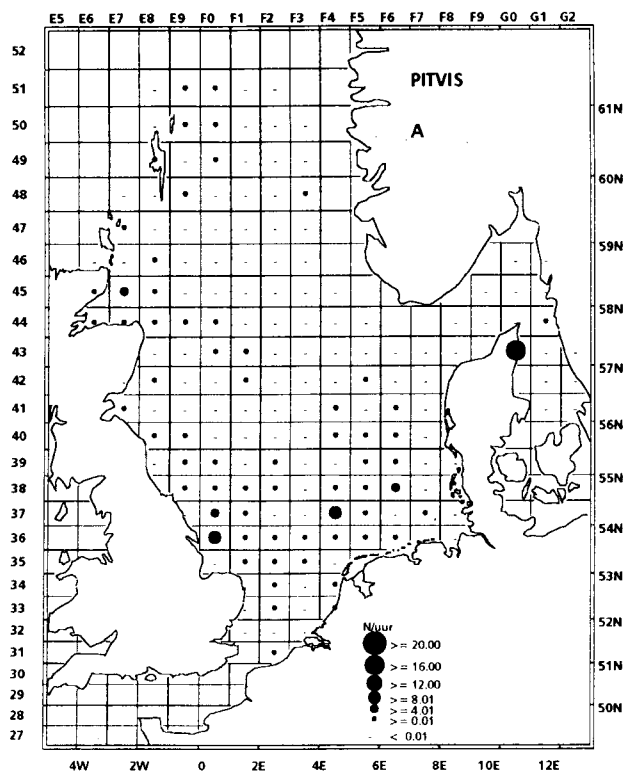 E5 E6 E7 E8 E9 F0 F1 F2 F3 F4 F5 F6 F7 F8 F9 G0 G1 G2
52
51
50
49
48
47
46
45
44
43
42
41
40
39
38
37
36
35
34
33
32
31
30
29
28
27
PITVIS
A
61N
60N
59N
58N
57N
56N
55N
54N
53N
52N
51N
50N
N/uur
>= 20.00
>= 16.00
>= 12.00
>= 8.01
>= 4.01
>= 0.01
- < 0.01
4W 2W 0 2E 4E 6E 8E 10E 12E